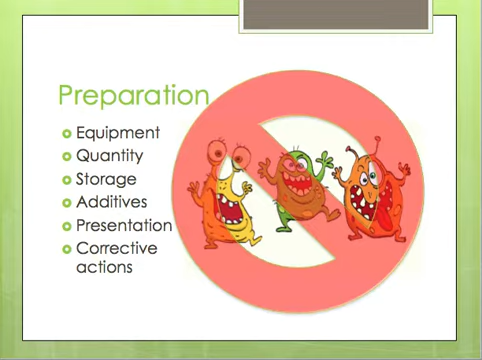 Preparation
Equipment
Quantity
Storage
Additives
Presentation
Corrective
actions